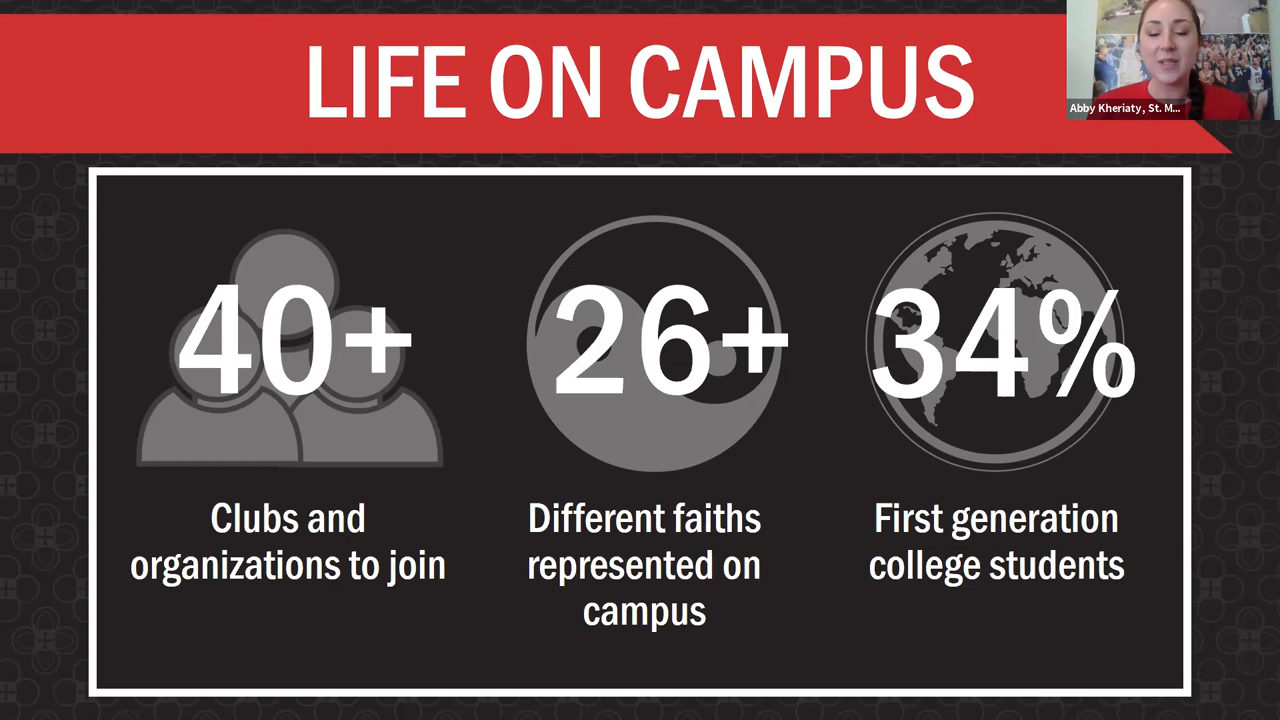 LIFE ON CAMPUS
Abby Kheriaty, St. M...
40+
Clubs and
organizations to join
26+
Different faiths
represented on
campus
34%
First generation
college students